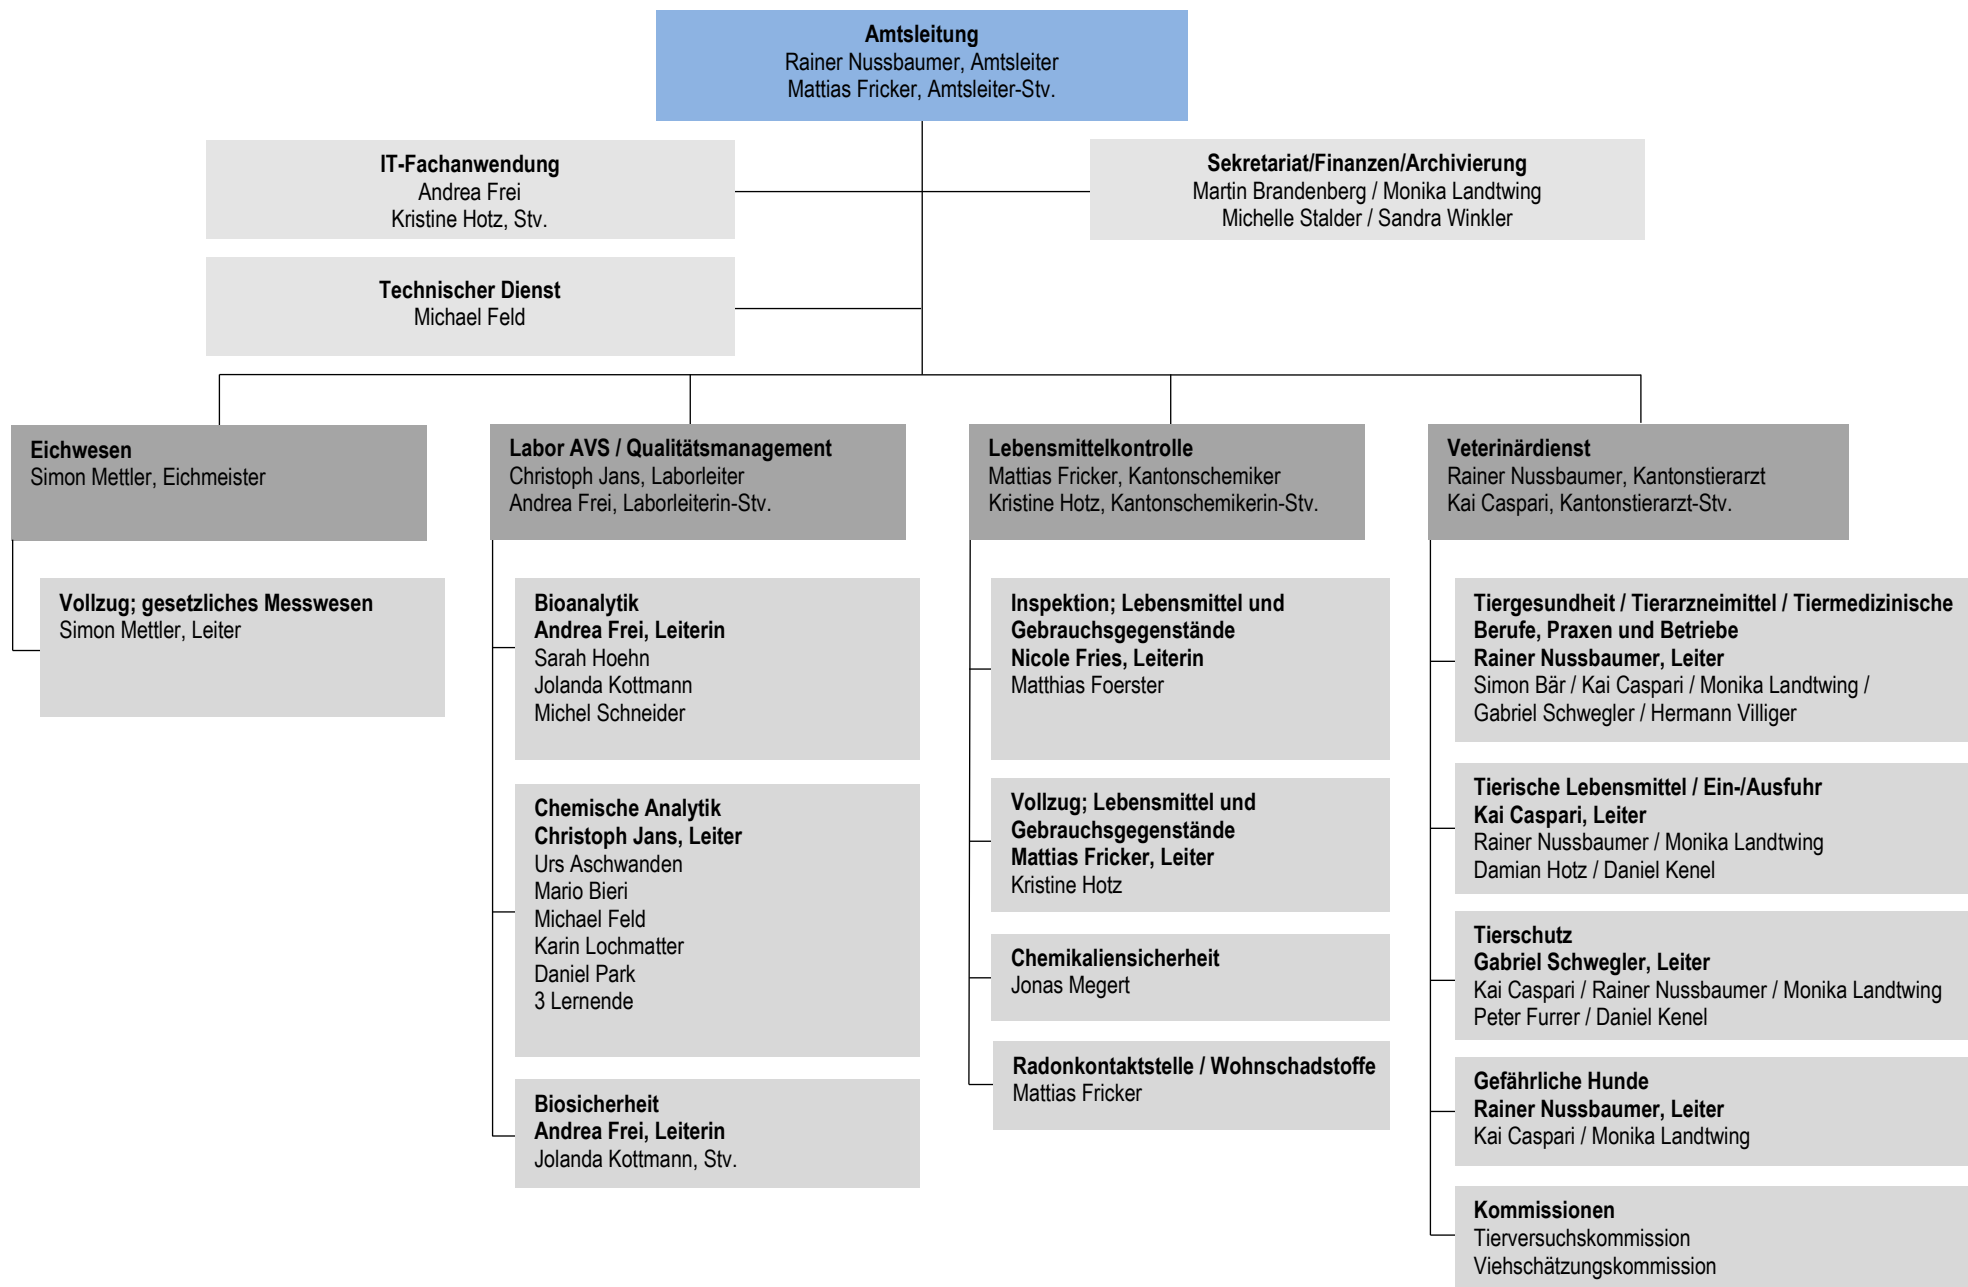 Amtsleitung
Rainer Nussbaumer, Amtsleiter
Mattias Fricker, Amtsleiter-Stv.
IT-Fachanwendung
Andrea Frei
Kristine Hotz, Stv.
Sekretariat/Finanzen/Archivierung
Martin Brandenberg / Monika Landtwing
Michelle Stalder / Sandra Winkler
Technischer Dienst
Michael Feld
Eichwesen
Simon Mettler, Eichmeister
Vollzug; gesetzliches Messwesen
Simon Mettler, Leiter
Labor AVS / Qualitätsmanagement
Christoph Jans, Laborleiter
Andrea Frei, Laborleiterin-Stv.
Bioanalytik
Andrea Frei, Leiterin
Sarah Hoehn
Jolanda Kottmann
Michel Schneider
Chemische Analytik
Christoph Jans, Leiter
Urs Aschwanden
Mario Bieri
Michael Feld
Karin Lochmatter
Daniel Park
3 Lernende
Biosicherheit
Andrea Frei, Leiterin
Jolanda Kottmann, Stv.
Lebensmittelkontrolle
Mattias Fricker, Kantonschemiker
Kristine Hotz, Kantonschemikerin-Stv.
Inspektion; Lebensmittel und
Gebrauchsgegenstände
Nicole Fries, Leiterin
Matthias Foerster
Vollzug; Lebensmittel und
Gebrauchsgegenstände
Mattias Fricker, Leiter
Kristine Hotz
Chemikaliensicherheit
Jonas Megert
Radonkontaktstelle / Wohnschadstoffe
Mattias Fricker
Veterinärdienst
Rainer Nussbaumer, Kantonstierarzt
Kai Caspari, Kantonstierarzt-Stv.
Tiergesundheit / Tierarzneimittel / Tiermedizinische
Berufe, Praxen und Betriebe
Rainer Nussbaumer, Leiter
Simon Bär / Kai Caspari / Monika Landtwing /
Gabriel Schwegler / Hermann Villiger
Tierische Lebensmittel / Ein-/Ausfuhr
Kai Caspari, Leiter
Rainer Nussbaumer / Monika Landtwing
Damian Hotz / Daniel Kenel
Tierschutz
Gabriel Schwegler, Leiter
Kai Caspari / Rainer Nussbaumer / Monika Landtwing
Peter Furrer / Daniel Kenel
Gefährliche Hunde
Rainer Nussbaumer, Leiter
Kai Caspari / Monika Landtwing
Kommissionen
Tierversuchskommission
Viehschätzungskommission